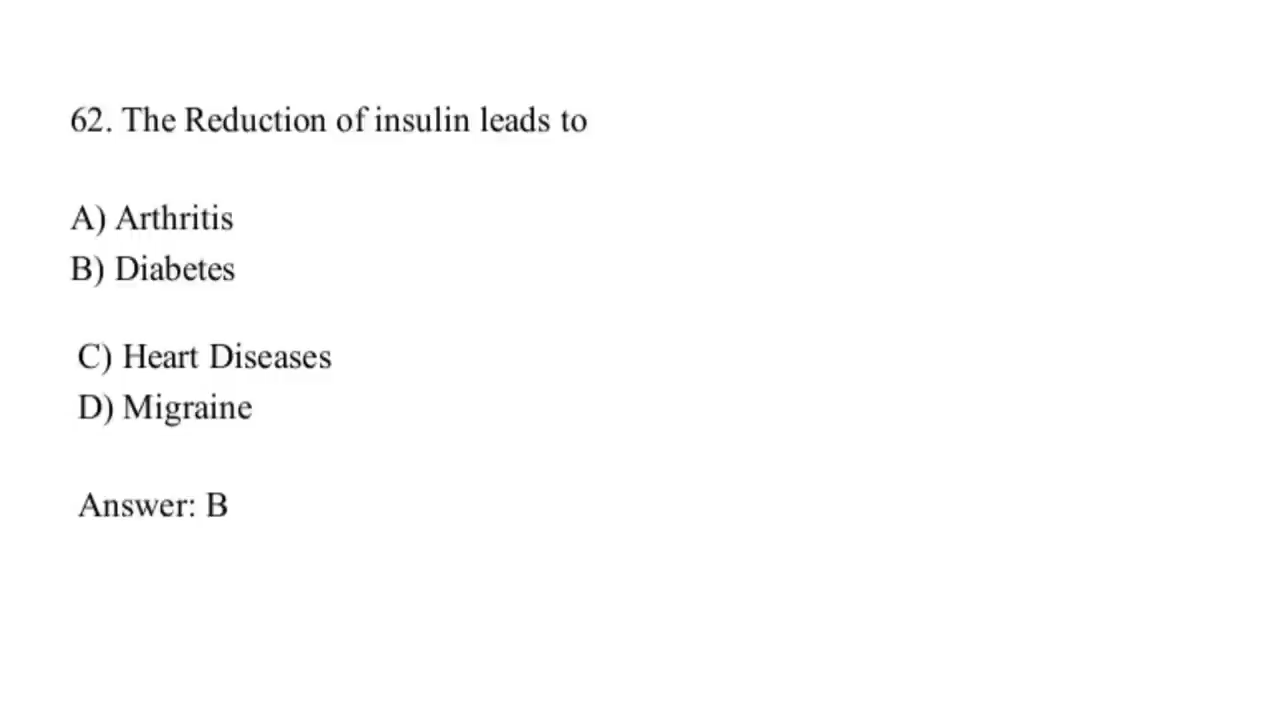 62. The Reduction of insulin leads to
A) Arthritis
B) Diabetes
C) Heart Diseases
D) Migraine
Answer: B